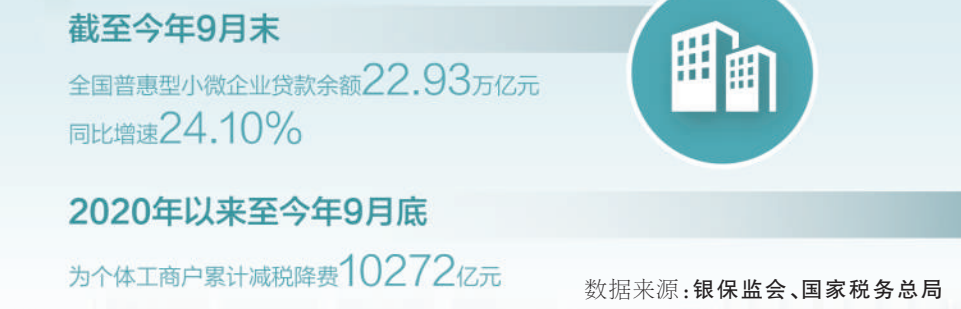 截至今年9月末
全国普惠型小微企业贷款余额22.93万亿元
同比增速24.10%
2020年以来至今年9月底
为个体工商户累计减税降费10272亿元
数据来源:银保监会、国家税务总局